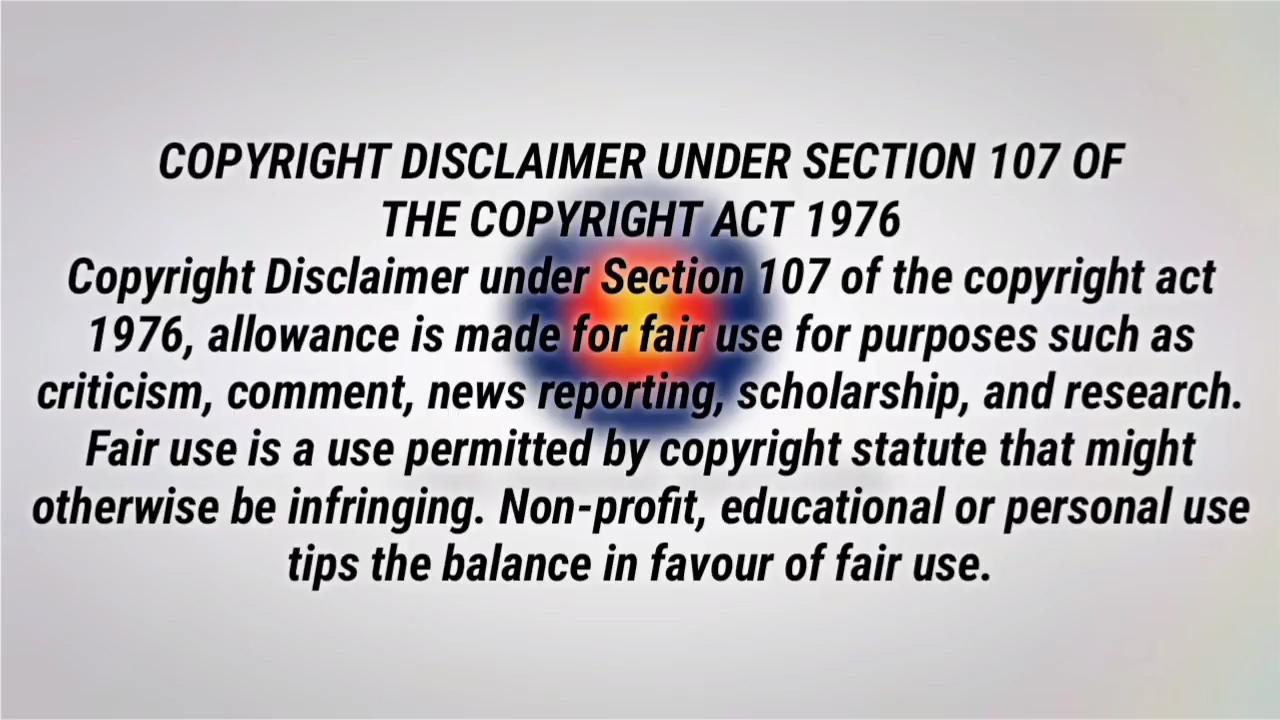 COPYRIGHT DISCLAIMER UNDER SECTION 107 OF
THE COPYRIGHT ACT 1976
Copyright Disclaimer under Section 107 of the copyright act
1976, allowance is made for fair use for purposes such as
criticism, comment, news reporting, scholarship, and research.
Fair use is a use permitted by copyright statute that might
otherwise be infringing. Non-profit, educational or personal use
tips the balance in favour of fair use.